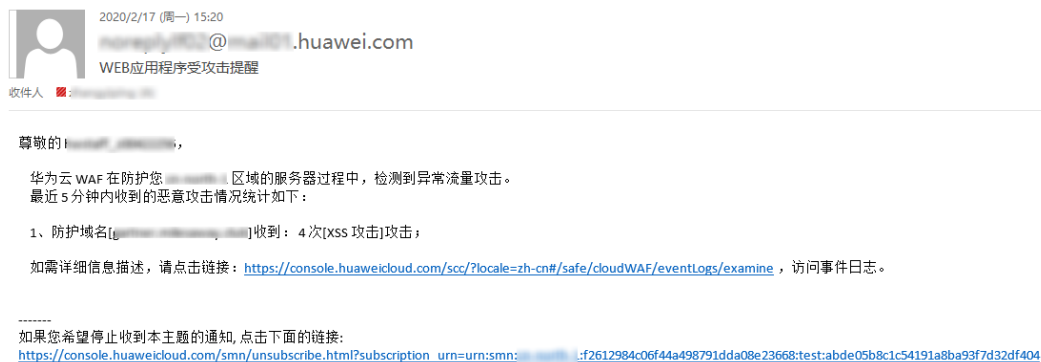 2020/2/17 (周一) 15:20
@ .huawei.com
WEB应用程序受攻击提醒
收件人
尊敬的 ,
华为云 WAF 在防护您 区域的服务器过程中，检测到异常流量攻击。
最近 5 分钟内收到的恶意攻击情况统计如下：
1、防护域名[ ]收到： 4 次[XSS 攻击]攻击；
如需详细信息描述，请点击链接：https://console.huaweicloud.com/scc/?locale=zh-cn#/safe/cloudWAF/eventLogs/examine ，访问事件日志。
-------
如果您希望停止收到本主题的通知, 点击下面的链接:
https://console.huaweicloud.com/smn/unsubscribe.html?subscription_urn=urn:smn: :f2612984c06f44a498791dda08e23668:test:abde05b8c1c54191a8ba93f7d32df404